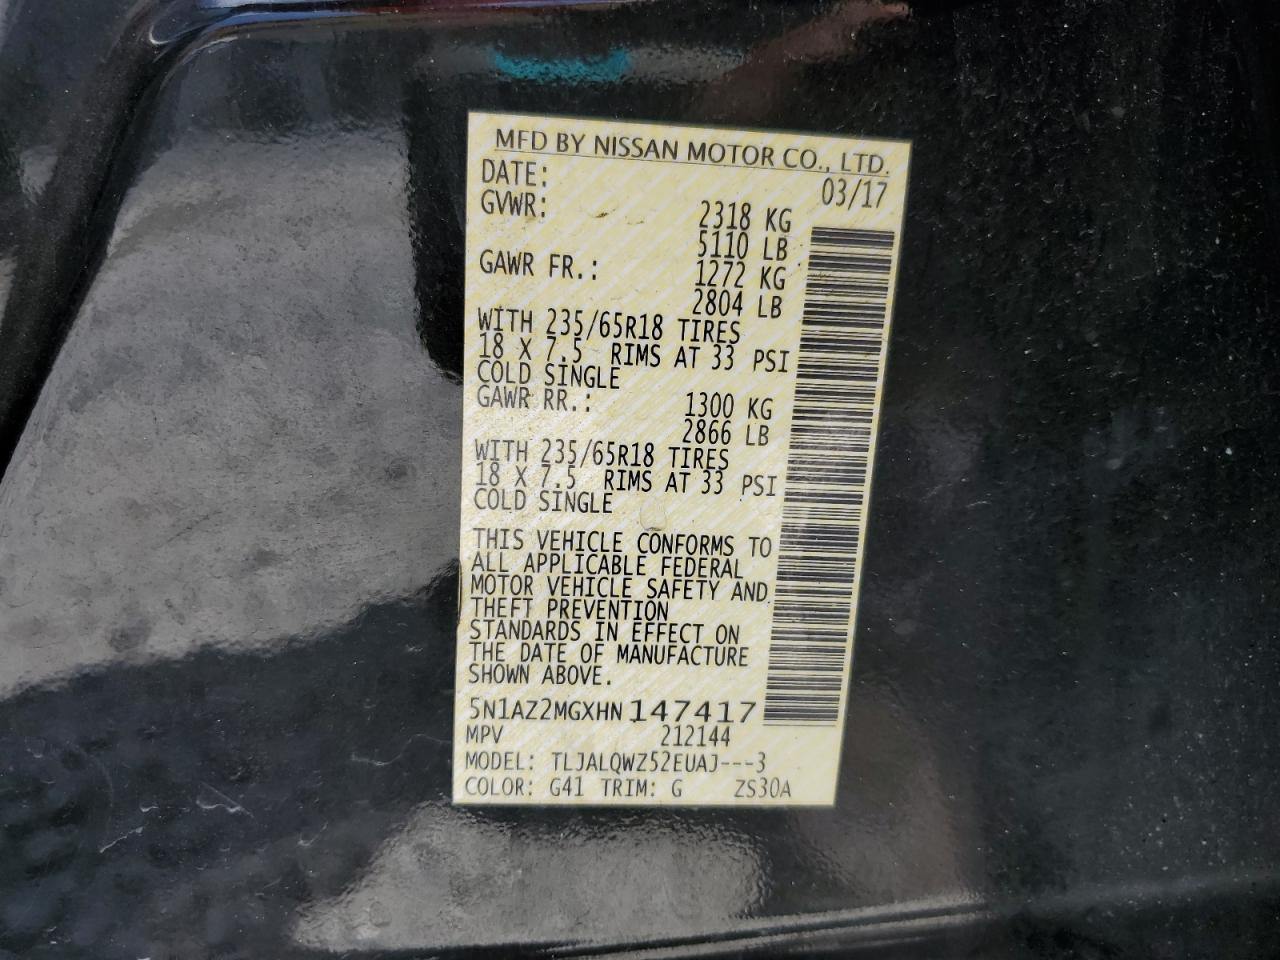 MFD BY NISSAN MOTOR CO., LTD.
DATE: 03/17
GVWR: 2318 KG
5110 LB
GAWR FR.: 1272 KG
2804 LB
WITH 235/65R18 TIRES
18 X 7.5 RIMS AT 33 PSI
COLD SINGLE
GAWR RR.: 1300 KG
2866 LB
WITH 235/65R18 TIRES
18 X 7.5 RIMS AT 33 PSI
COLD SINGLE
THIS VEHICLE CONFORMS TO
ALL APPLICABLE FEDERAL
MOTOR VEHICLE SAFETY AND
THEFT PREVENTION
STANDARDS IN EFFECT ON
THE DATE OF MANUFACTURE
SHOWN ABOVE.
5N1AZ2MGXHN147417
MPV 212144
MODEL: TLJALQWZ52EUAJ---3
COLOR: G41 TRIM: G ZS30A